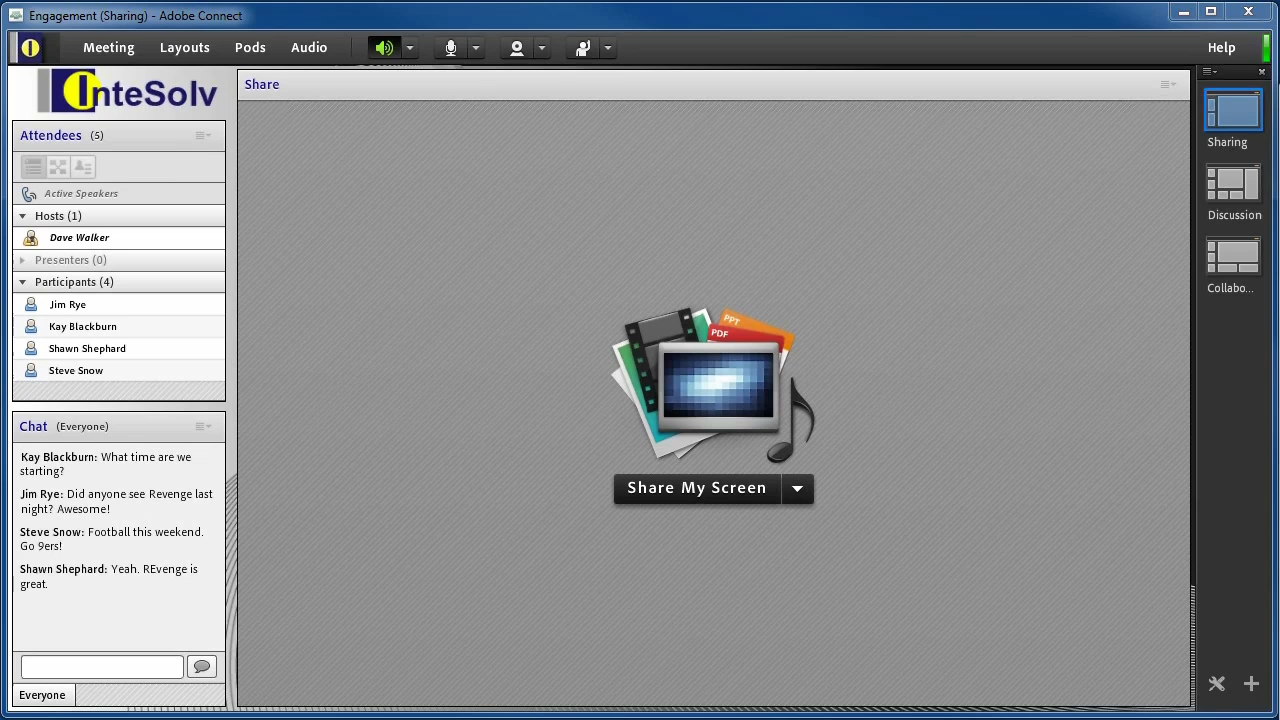 Engagement (Sharing) - Adobe Connect
Meeting Layouts Pods Audio Help
InteSolv
Attendees (5)
Active Speakers
Hosts (1)
Dave Walker
Presenters (0)
Participants (4)
Jim Rye
Kay Blackburn
Shawn Shephard
Steve Snow
Chat (Everyone)
Kay Blackburn: What time are we
starting?
Jim Rye: Did anyone see Revenge last
night? Awesome!
Steve Snow: Football this weekend.
Go 9ers!
Shawn Shephard: Yeah. REvenge is
great.
Everyone
Share
PPT
PDF
Share My Screen
Sharing
Discussion
Collabo...